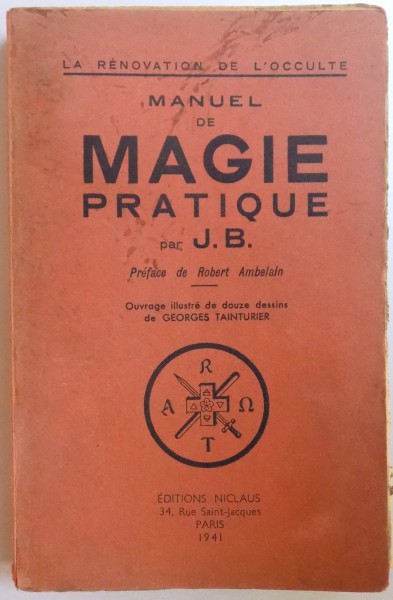 LA RÉNOVATION DE L'OCCULTE
MANUEL
DE
MAGIE
PRATIQUE
par J.B.
Préface de Robert Ambelain
Ouvrage illustré de douze dessins
de GEORGES TAINTURIER
R
A Ω
T
ÉDITIONS NICLAUS
34, Rue Saint-Jacques
PARIS
1941